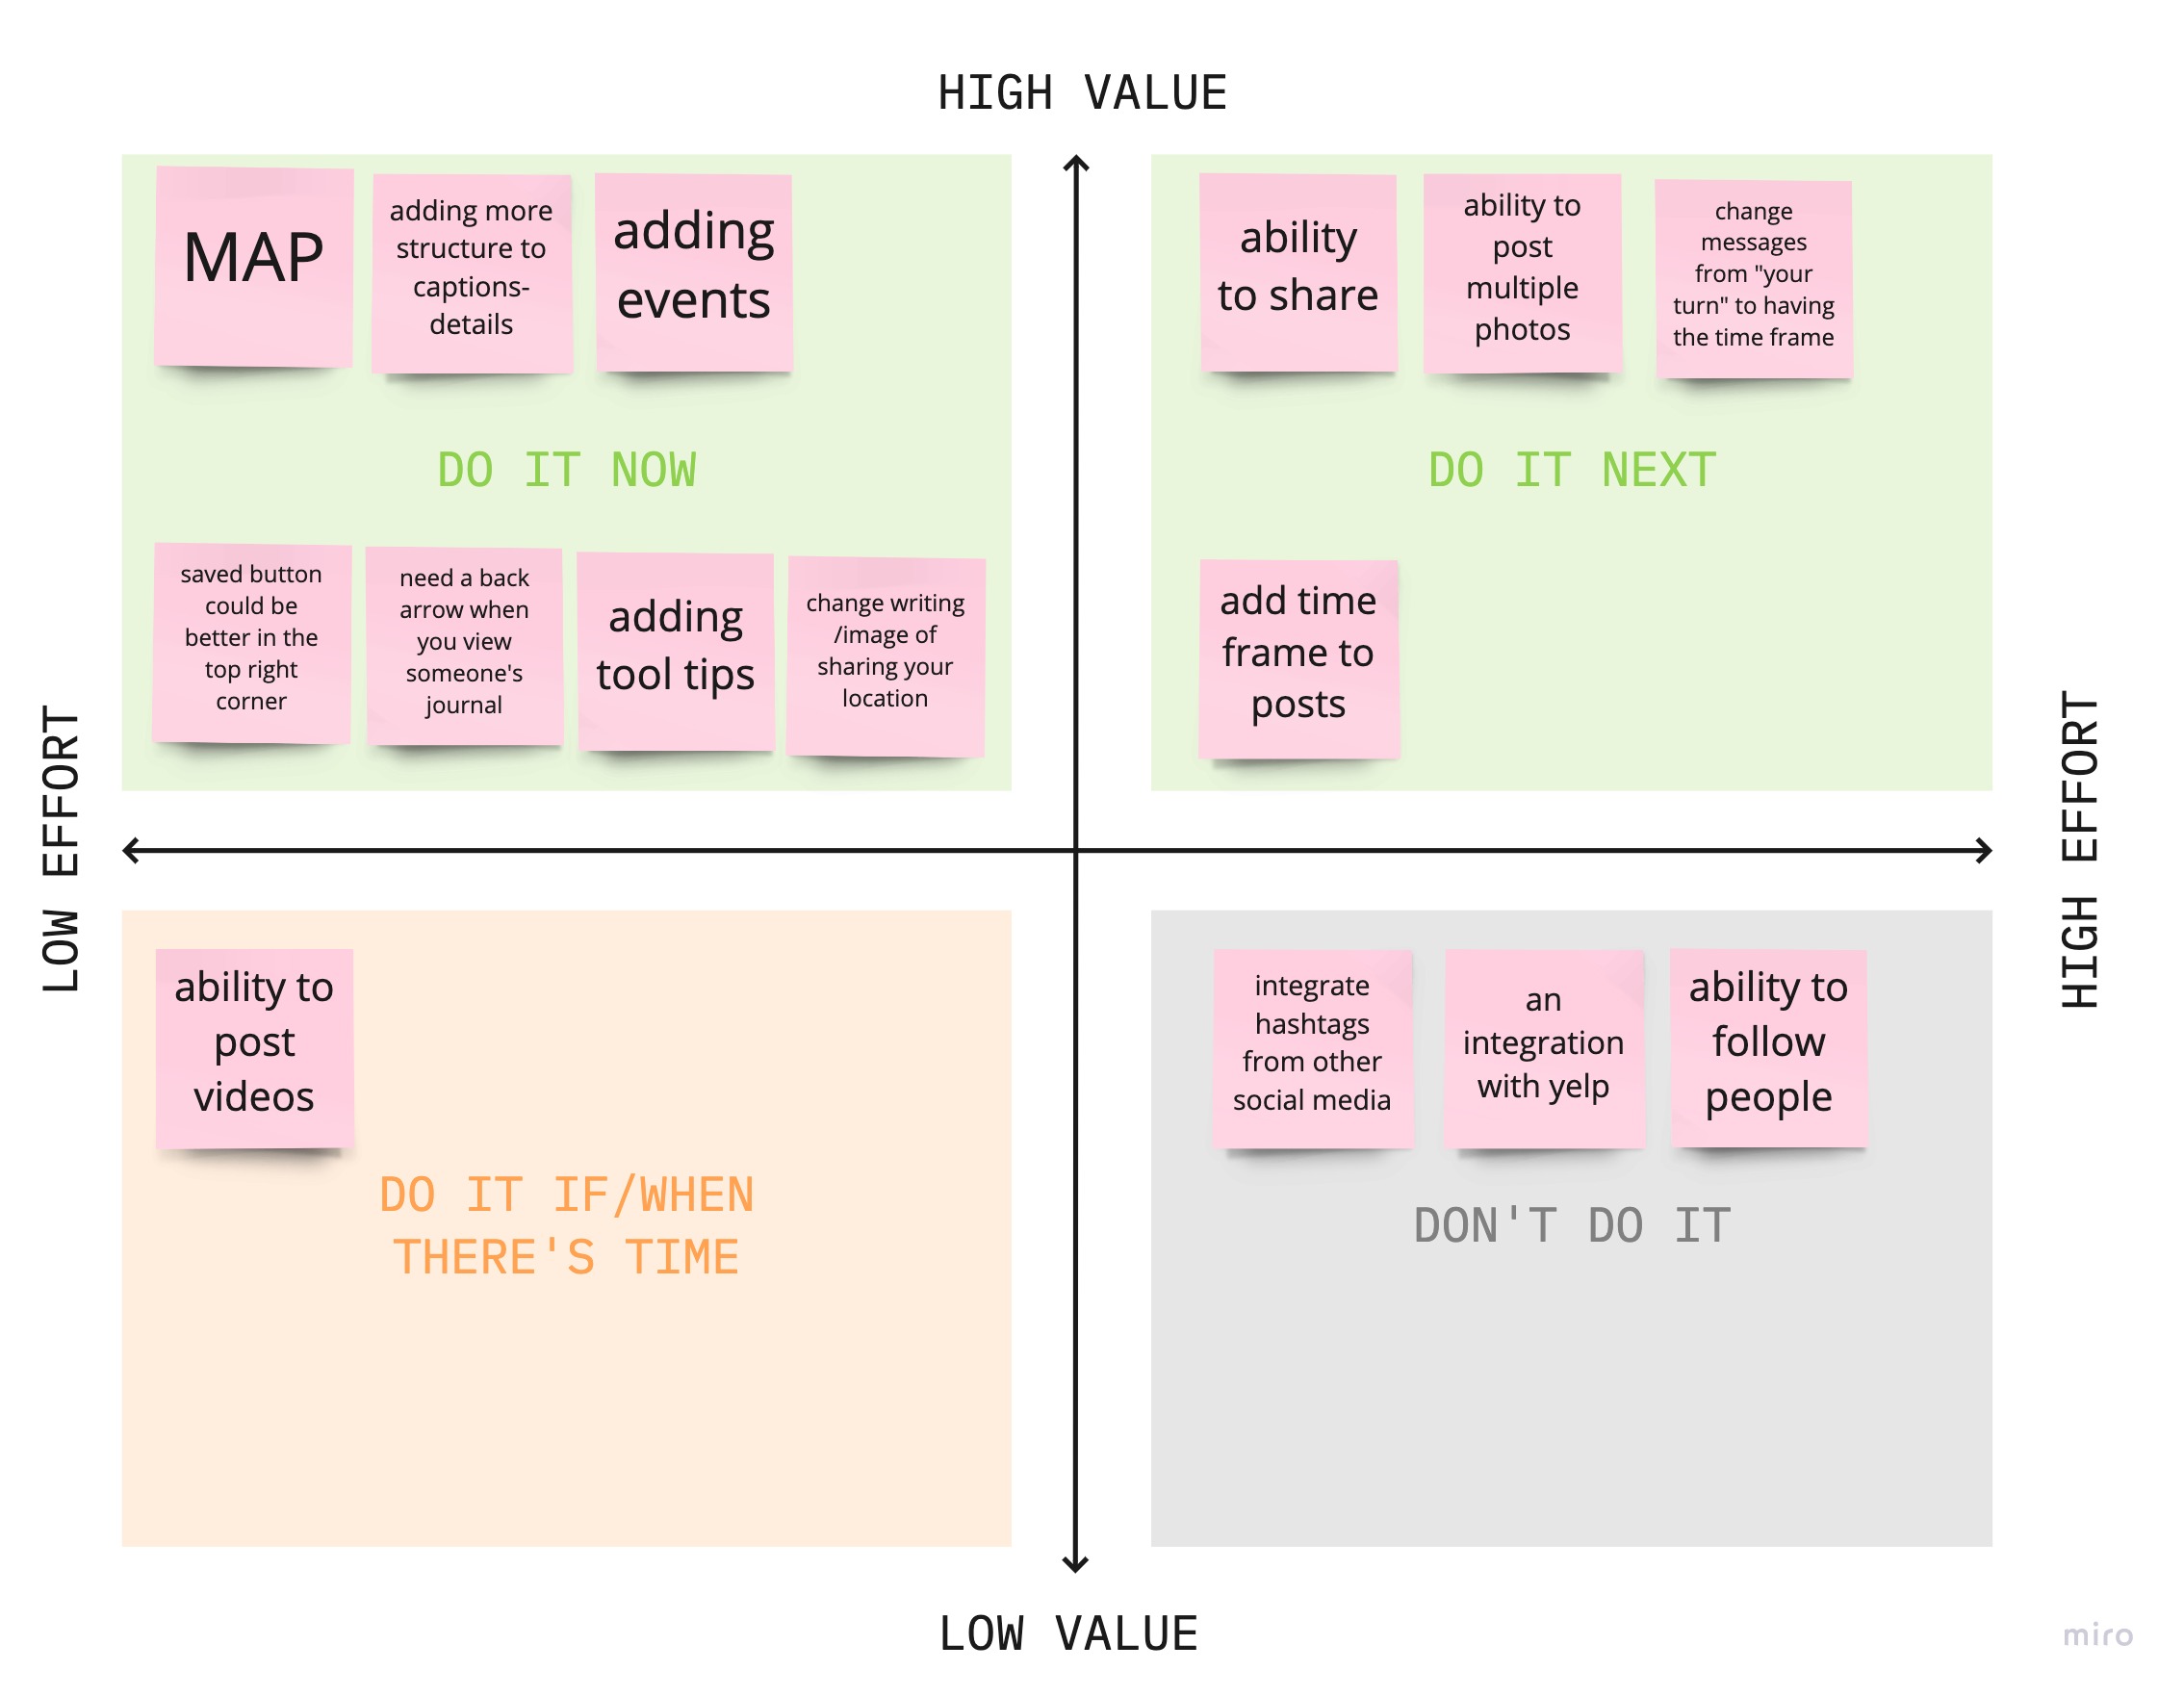 HIGH VALUE
MAP
adding more
structure to
captions-
details
adding
events
DO IT NOW
saved button
could be
better in the
top right
corner
need a back
arrow when
you view
someone's
journal
adding
tool tips
change writing
/image of
sharing your
location
ability
to share
ability to
post
multiple
photos
change
messages
from "your
turn" to having
the time frame
DO IT NEXT
add time
frame to
posts
LOW EFFORT
HIGH EFFORT
ability to
post
videos
DO IT IF/WHEN
THERE'S TIME
integrate
hashtags
from other
social media
an
integration
with yelp
ability to
follow
people
DON'T DO IT
LOW VALUE
miro